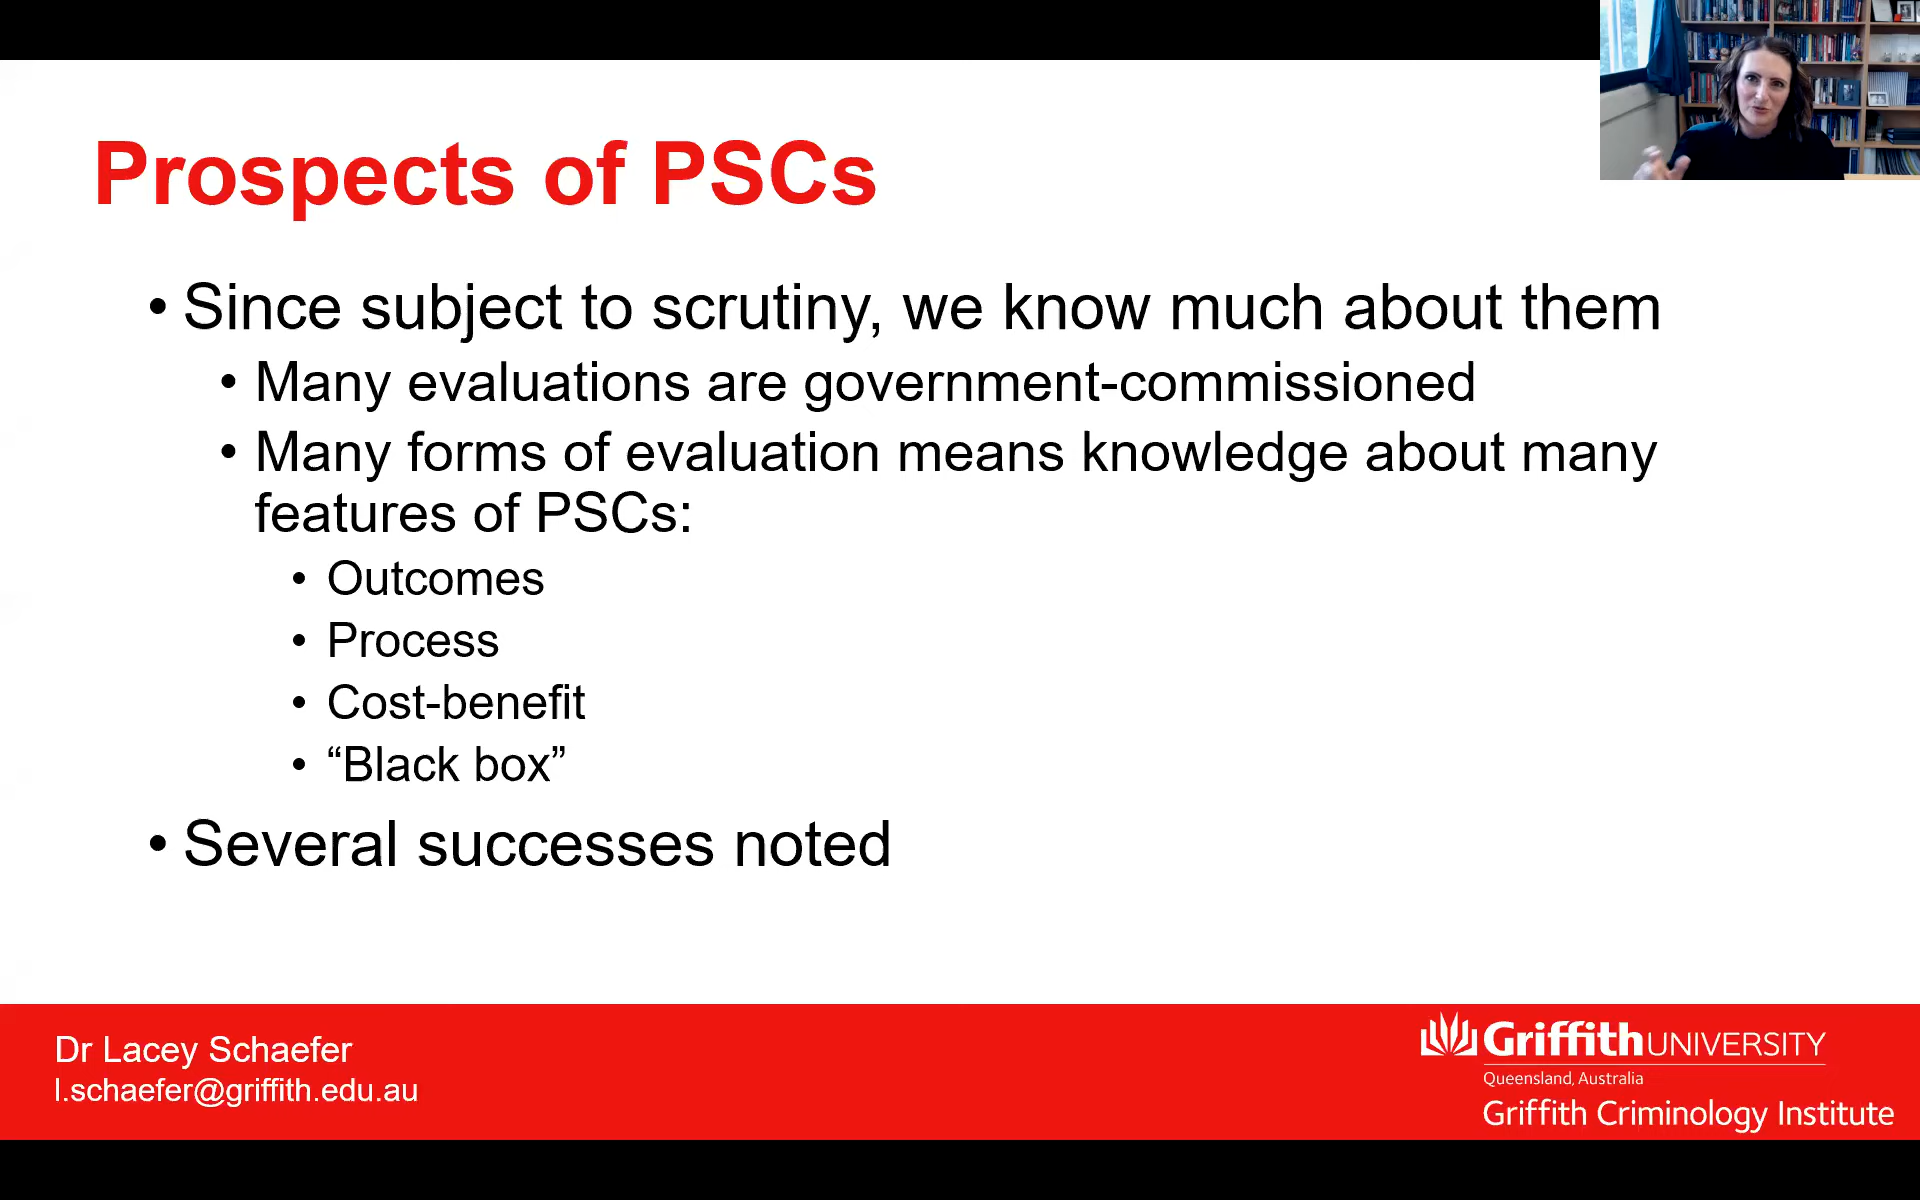 Prospects of PSCs
• Since subject to scrutiny, we know much about them
• Many evaluations are government-commissioned
• Many forms of evaluation means knowledge about many
features of PSCs:
• Outcomes
• Process
• Cost-benefit
• “Black box”
• Several successes noted
Dr Lacey Schaefer
l.schaefer@griffith.edu.au
Griffith UNIVERSITY
Queensland, Australia
Griffith Criminology Institute